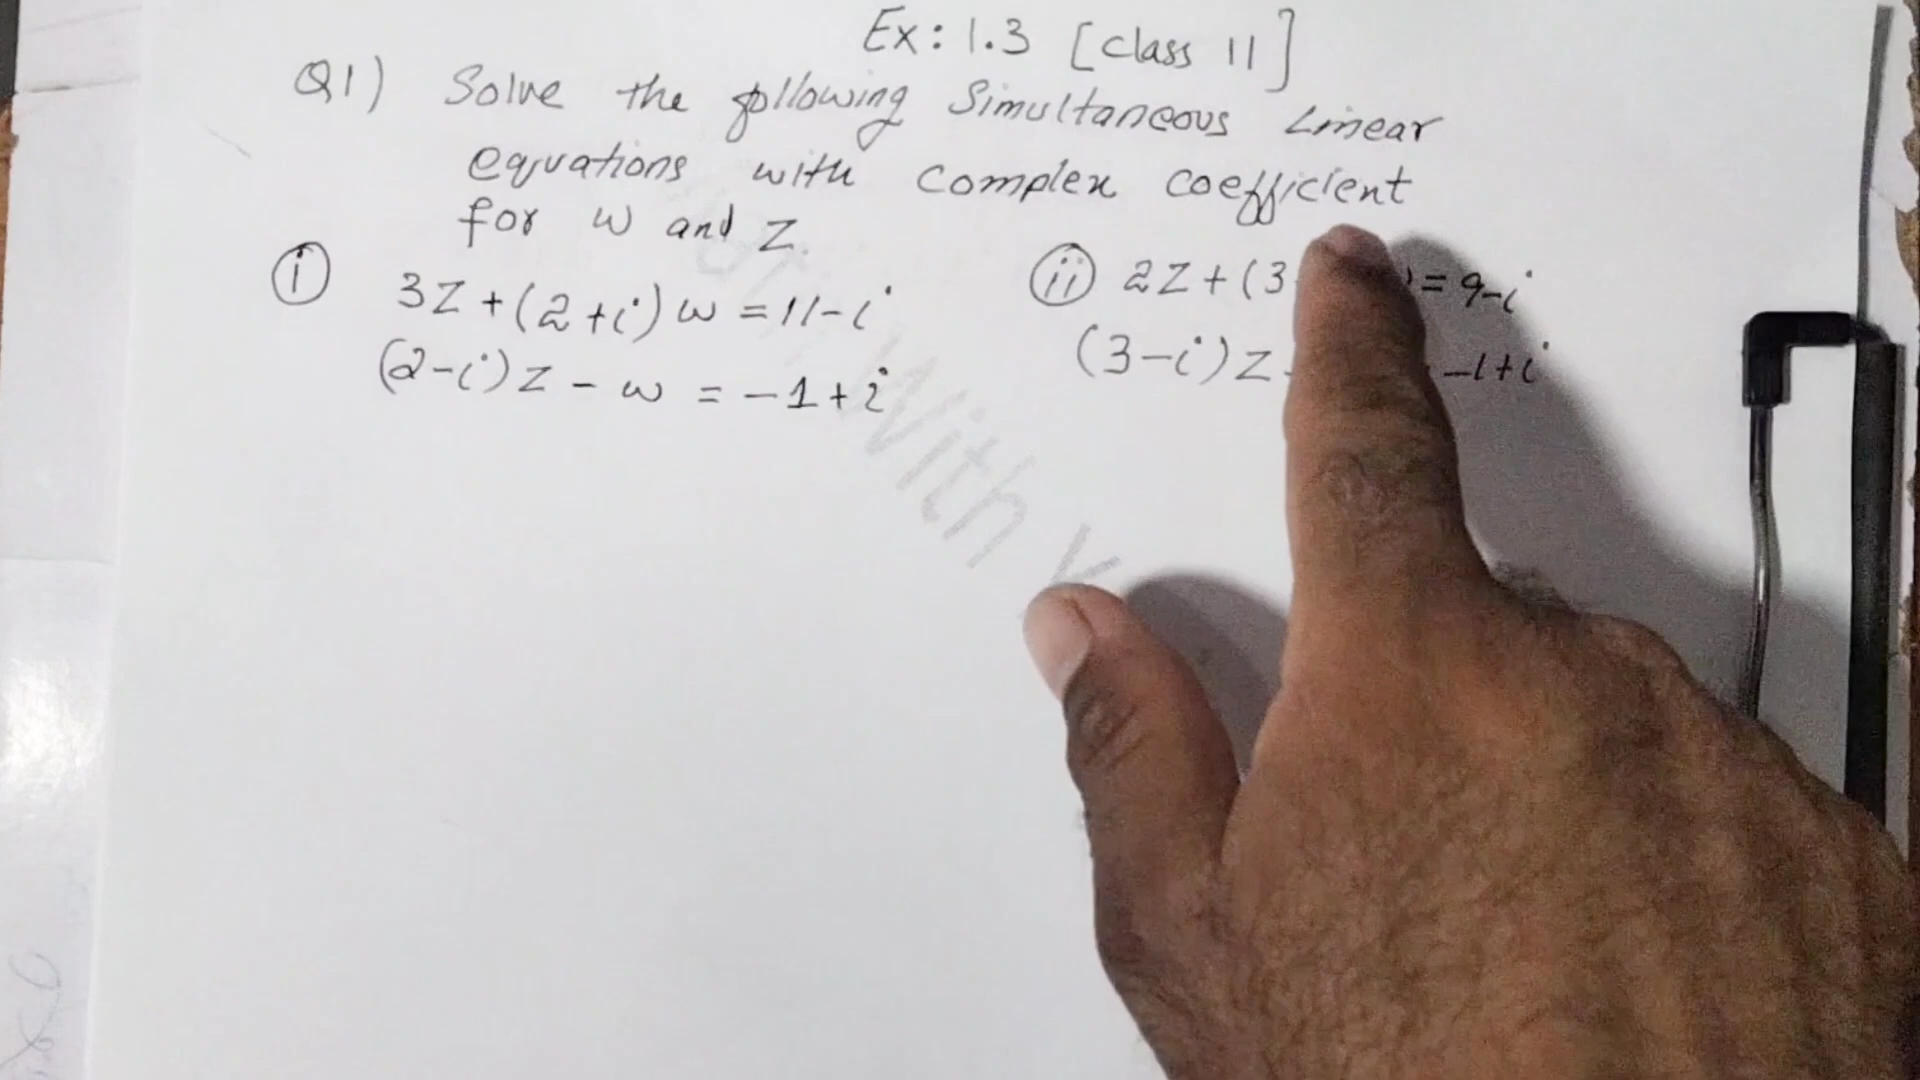 Ex: 1.3 [class 11]
Q1) Solve the following Simultaneous Linear
equations with complex coefficient
for w and z.
(i) 3z + (2+i) w = 11-i
(2-i) z - w = -1+i
(ii) 2z + (3 ) = 9-i
(3-i) z -1+i
With